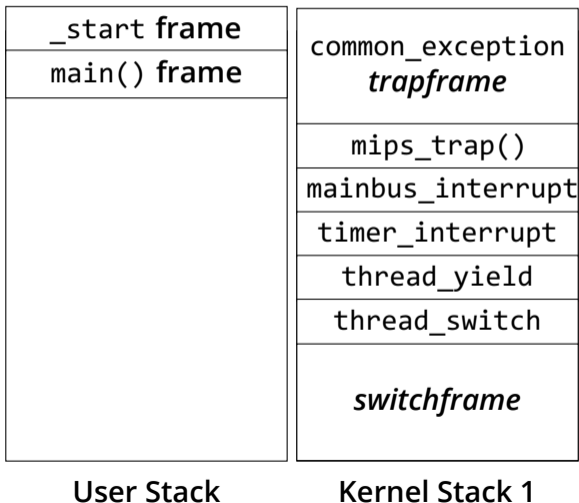 _start frame
main() frame
User Stack
common_exception
trapframe
mips_trap()
mainbus_interrupt
timer_interrupt
thread_yield
thread_switch
switchframe
Kernel Stack 1